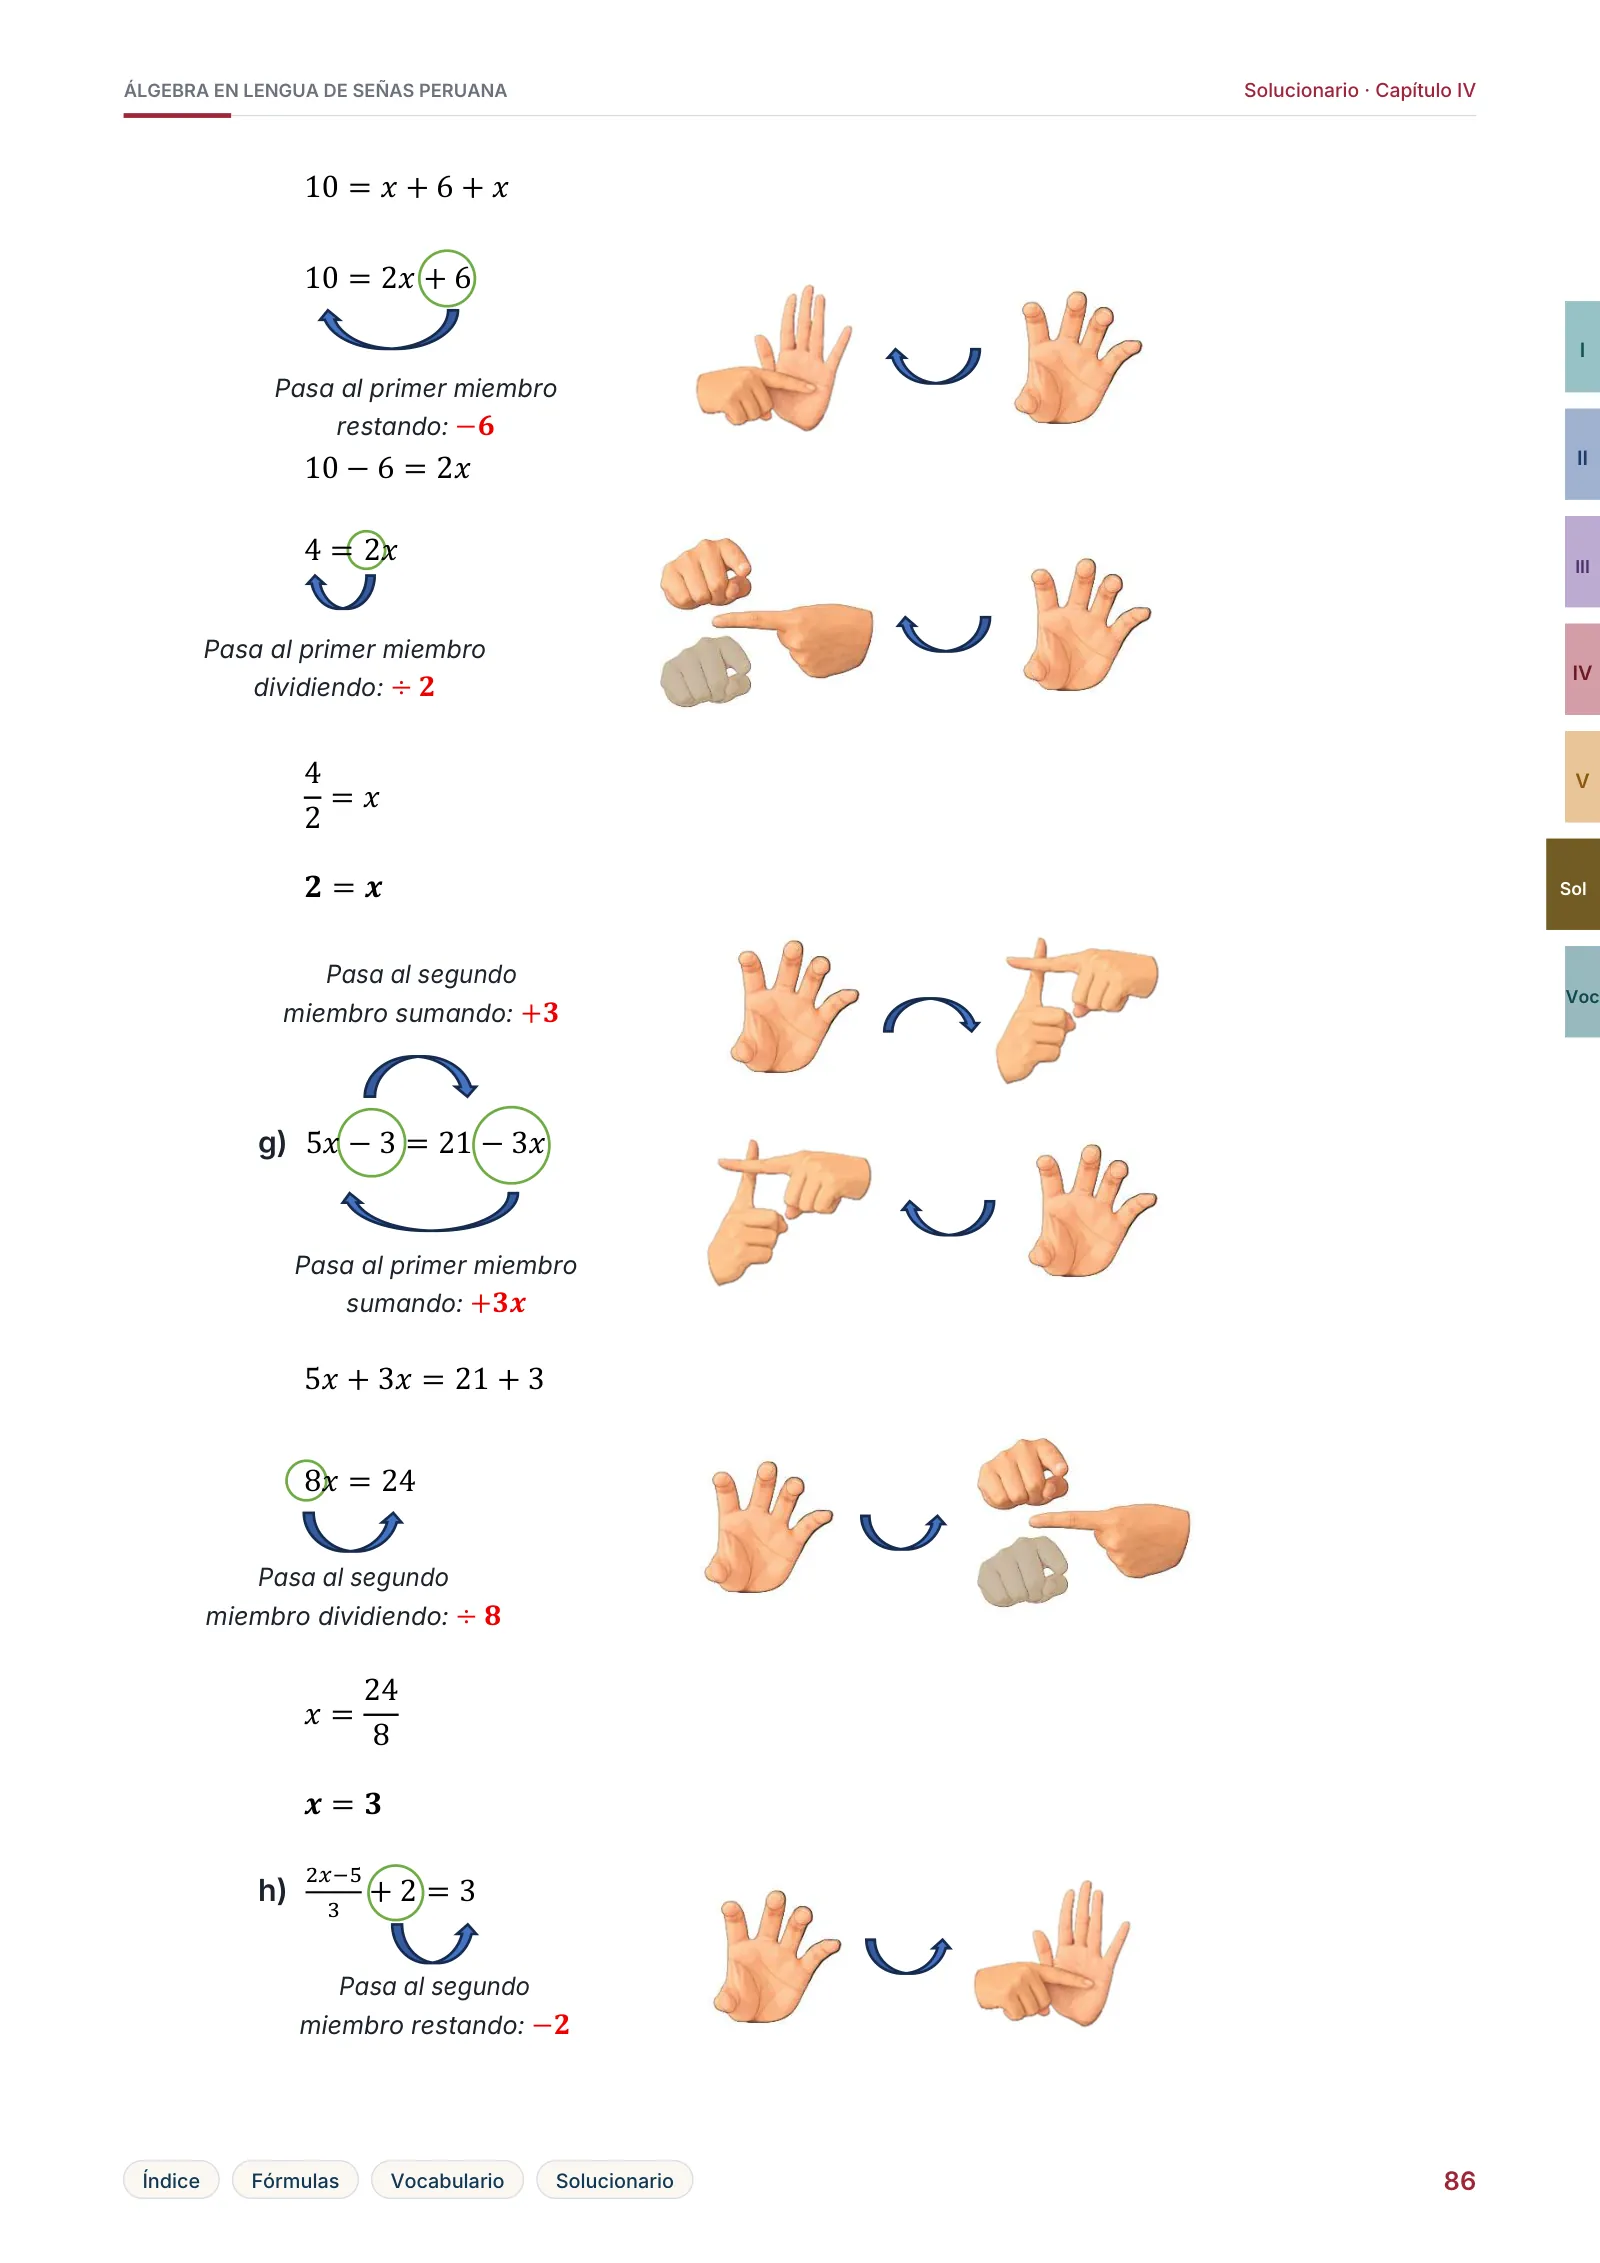 ÁLGEBRA EN LENGUA DE SEÑAS PERUANA
Solucionario · Capítulo IV
10 = x + 6 + x
10 = 2x + 6
Pasa al primer miembro
restando: −6
10 − 6 = 2x
4 = 2x
Pasa al primer miembro
dividiendo: ÷ 2
4/2 = x
2 = x
Pasa al segundo
miembro sumando: +3
g) 5x − 3 = 21 − 3x
Pasa al primer miembro
sumando: +3x
5x + 3x = 21 + 3
8x = 24
Pasa al segundo
miembro dividiendo: ÷ 8
x = 24/8
x = 3
h) (2x−5)/3 + 2 = 3
Pasa al segundo
miembro restando: −2
I
II
III
IV
V
Sol
Voc
Índice
Fórmulas
Vocabulario
Solucionario
86